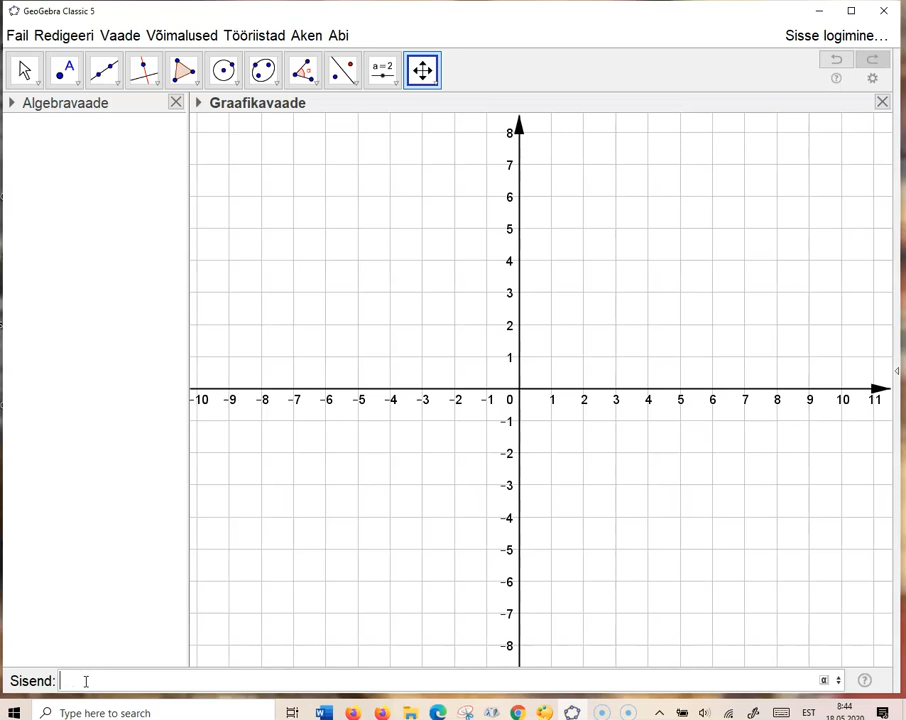 GeoGebra Classic 5
Fail Redigeeri Vaade Võimalused Tööriistad Aken Abi
Sisse logimine...
A
α
a=2
Algebravaade
Graafikavaade
8
7
6
5
4
3
2
1
-10 -9 -8 -7 -6 -5 -4 -3 -2 -1 0 1 2 3 4 5 6 7 8 9 10 11
-1
-2
-3
-4
-5
-6
-7
-8
Sisend:
α
Type here to search
EST
8:44
18.05.2020